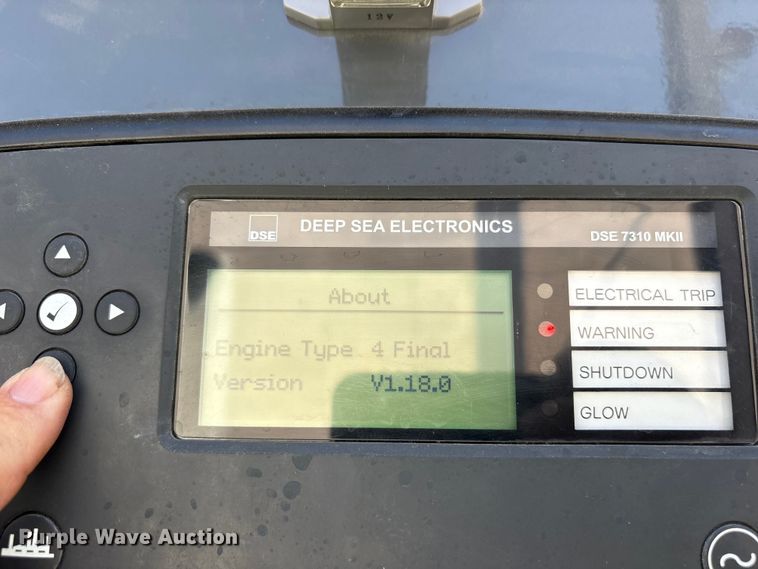 12V
DSE
DEEP SEA ELECTRONICS
DSE 7310 MKII
About
Engine Type 4 Final
Version V1.18.0
ELECTRICAL TRIP
WARNING
SHUTDOWN
GLOW
Purple Wave Auction